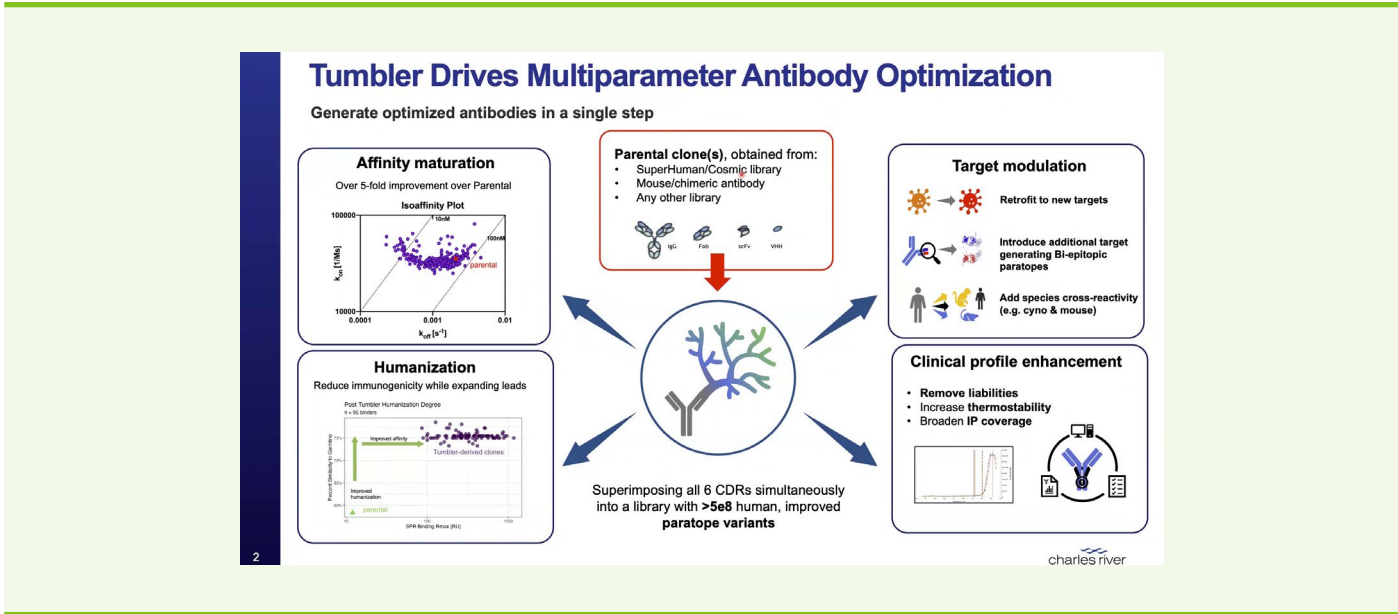 Tumbler Drives Multiparameter Antibody Optimization
Generate optimized antibodies in a single step
Affinity maturation
Over 5-fold improvement over Parental
Isoaffinity Plot
100000
10nM
100nM
kon [1/Ms]
parental
10000
0.0001
0.001
0.01
koff [s-1]
Humanization
Reduce immunogenicity while expanding leads
Post Tumbler Humanization Degree
n = 95 binders
Improved affinity
Tumbler-derived clones
Percent Similarity to Germline
Improved
humanization
parental
SPR Binding Rmax [RU]
Parental clone(s), obtained from:
• SuperHuman/Cosmic library
• Mouse/chimeric antibody
• Any other library
IgG
Fab
scFv
VHH
Superimposing all 6 CDRs simultaneously
into a library with >5e8 human, improved
paratope variants
Target modulation
Retrofit to new targets
Introduce additional target
generating Bi-epitopic
paratopes
Add species cross-reactivity
(e.g. cyno & mouse)
Clinical profile enhancement
• Remove liabilities
• Increase thermostability
• Broaden IP coverage
2
charles river